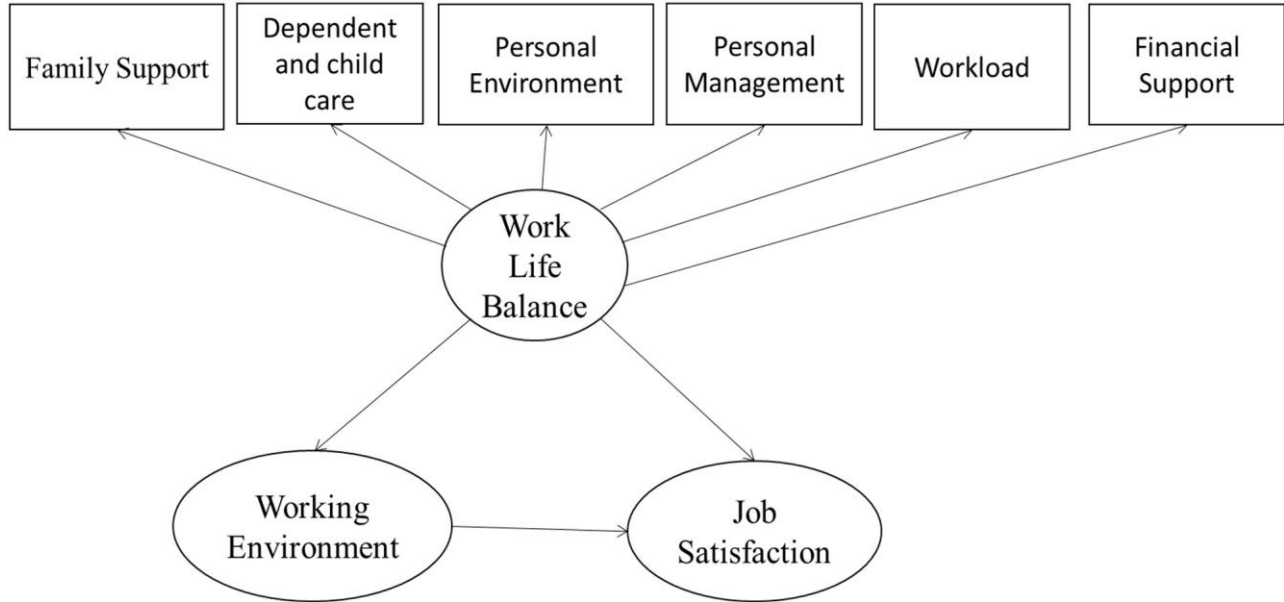 Family Support
Dependent
and child
care
Personal
Environment
Personal
Management
Workload
Financial
Support
Work
Life
Balance
Working
Environment
Job
Satisfaction